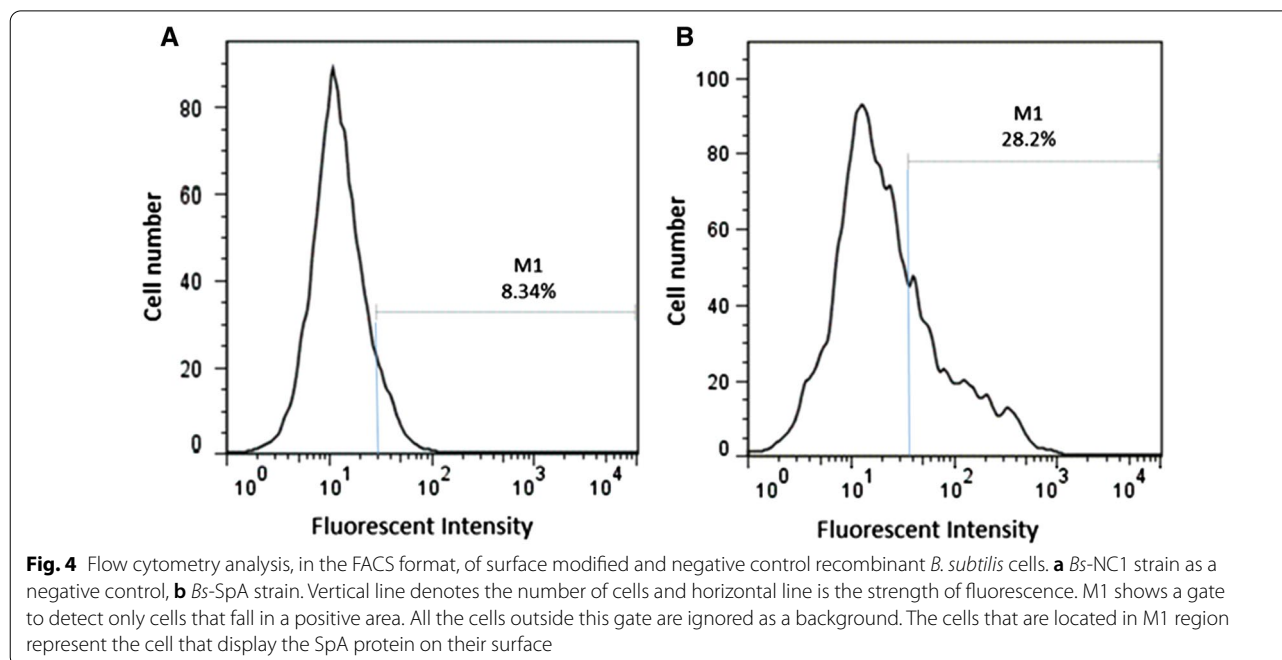 A
B
80
60
40
20
0
M1
8.34%
Cell number
10^0 10^1 10^2 10^3 10^4
Fluorescent Intensity
100
80
60
40
20
0
M1
28.2%
Cell number
10^0 10^1 10^2 10^3 10^4
Fluorescent Intensity
Fig. 4 Flow cytometry analysis, in the FACS format, of surface modified and negative control recombinant B. subtilis cells. a Bs-NC1 strain as a
negative control, b Bs-SpA strain. Vertical line denotes the number of cells and horizontal line is the strength of fluorescence. M1 shows a gate
to detect only cells that fall in a positive area. All the cells outside this gate are ignored as a background. The cells that are located in M1 region
represent the cell that display the SpA protein on their surface